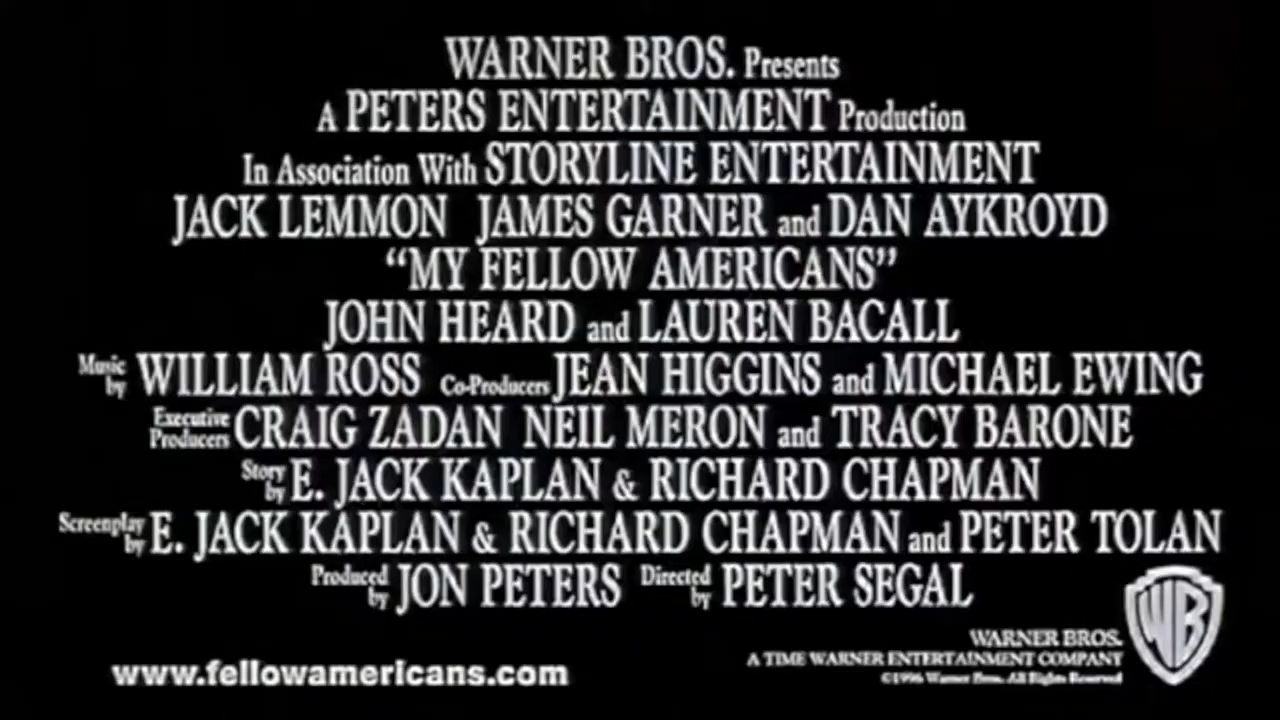 WARNER BROS. Presents
A PETERS ENTERTAINMENT Production
In Association With STORYLINE ENTERTAINMENT
JACK LEMMON JAMES GARNER and DAN AYKROYD
“MY FELLOW AMERICANS”
JOHN HEARD and LAUREN BACALL
Music by WILLIAM ROSS Co-Producers JEAN HIGGINS and MICHAEL EWING
Executive Producers CRAIG ZADAN NEIL MERON and TRACY BARONE
Story by E. JACK KAPLAN & RICHARD CHAPMAN
Screenplay by E. JACK KAPLAN & RICHARD CHAPMAN and PETER TOLAN
Produced by JON PETERS Directed by PETER SEGAL
WB
WARNER BROS.
A TIME WARNER ENTERTAINMENT COMPANY
©1996 Warner Bros. All Rights Reserved
www.fellowamericans.com